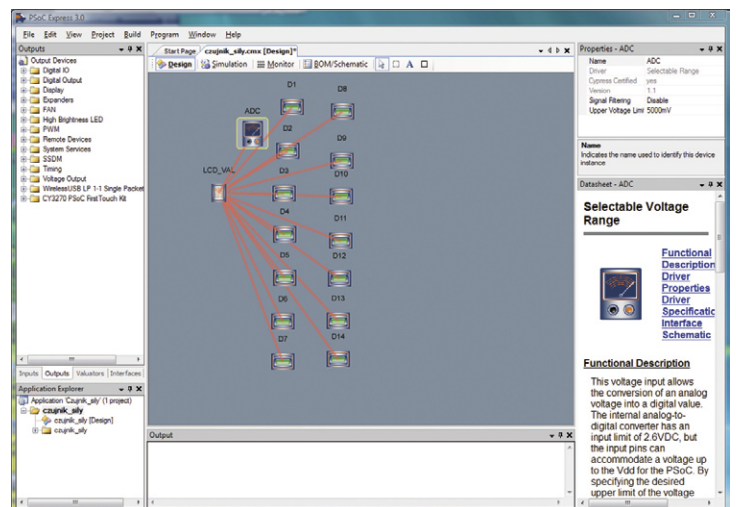 PSoC Express 3.0
File Edit View Project Build Program Window Help
Outputs
Output Devices
Digital IO
Digital Output
Display
Expanders
FAN
High Brightness LED
PWM
Remote Devices
System Services
SSDM
Timing
Voltage Output
WirelessUSB LP 1-1 Single Packet
CY3270 PSoC FirstTouch Kit
Inputs Outputs Valuators Interfaces
Application Explorer
Application 'Czujnik_sily' (1 project)
czujnik_sily
czujnik_sily [Design]
czujnik_sily
Start Page czujnik_sily.cmx [Design]*
Design Simulation Monitor BOM/Schematic A
D1
D8
ADC
D2
D9
LCD_VAL
D3
D10
D4
D11
D5
D12
D6
D13
D7
D14
Output
Properties - ADC
Name ADC
Driver Selectable Range
Cypress Certified yes
Version 1.1
Signal Filtering Disable
Upper Voltage Limi 5000mV
Name
Indicates the name used to identify this device
instance
Datasheet - ADC
Selectable Voltage
Range
Functional
Description
Driver
Properties
Driver
Specificatic
Interface
Schematic
Functional Description
This voltage input allows
the conversion of an analog
voltage into a digital value.
The internal analog-to-
digital converter has an
input limit of 2.6VDC, but
the input pins can
accommodate a voltage up
to the Vdd for the PSoC. By
specifying the desired
upper limit of the voltage